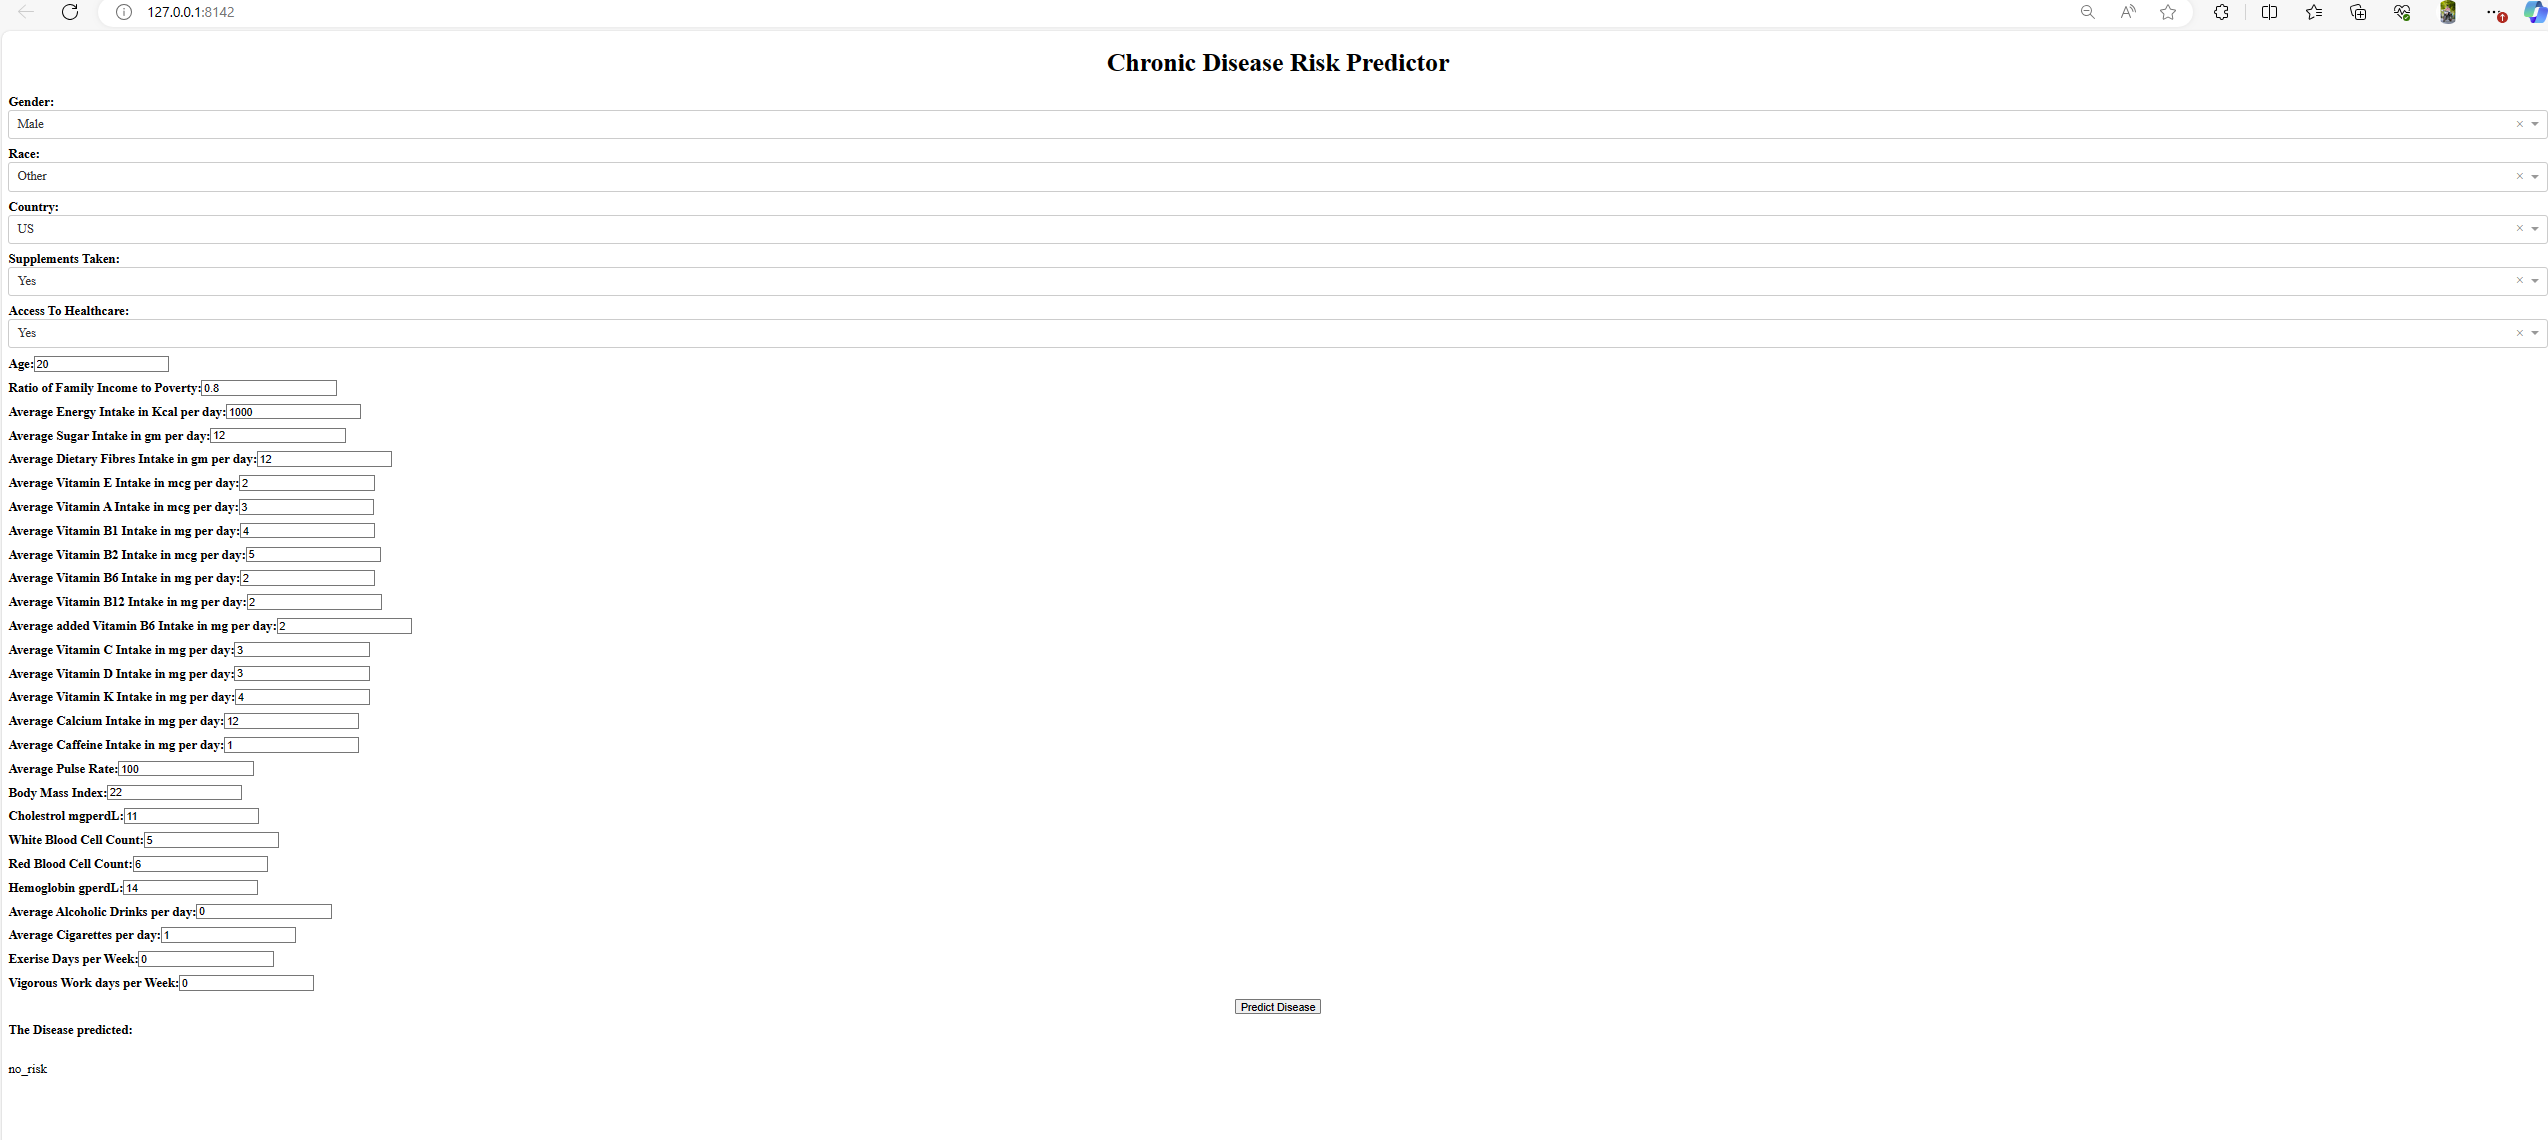 127.0.0.1:8142
Chronic Disease Risk Predictor
Gender:
Male
Race:
Other
Country:
US
Supplements Taken:
Yes
Access To Healthcare:
Yes
Age:20
Ratio of Family Income to Poverty:0.8
Average Energy Intake in Kcal per day:1000
Average Sugar Intake in gm per day:12
Average Dietary Fibres Intake in gm per day:12
Average Vitamin E Intake in mcg per day:2
Average Vitamin A Intake in mcg per day:3
Average Vitamin B1 Intake in mg per day:4
Average Vitamin B2 Intake in mcg per day:5
Average Vitamin B6 Intake in mg per day:2
Average Vitamin B12 Intake in mg per day:2
Average added Vitamin B6 Intake in mg per day:2
Average Vitamin C Intake in mg per day:3
Average Vitamin D Intake in mg per day:3
Average Vitamin K Intake in mg per day:4
Average Calcium Intake in mg per day:12
Average Caffeine Intake in mg per day:1
Average Pulse Rate:100
Body Mass Index:22
Cholestrol mgperdL:11
White Blood Cell Count:5
Red Blood Cell Count:6
Hemoglobin gperdL:14
Average Alcoholic Drinks per day:0
Average Cigarettes per day:1
Exerise Days per Week:0
Vigorous Work days per Week:0
Predict Disease
The Disease predicted:
no_risk